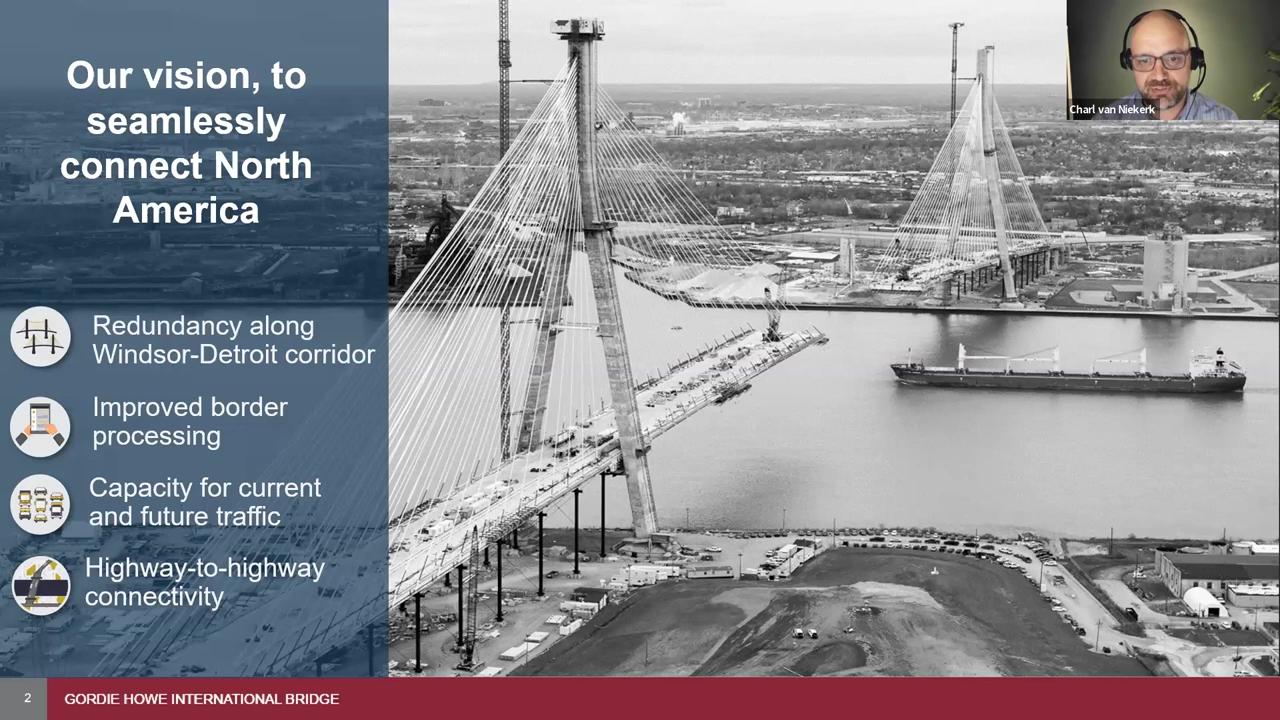 Our vision, to
seamlessly
connect North
America
Redundancy along
Windsor-Detroit corridor
Improved border
processing
Capacity for current
and future traffic
Highway-to-highway
connectivity
Charl van Niekerk
2
GORDIE HOWE INTERNATIONAL BRIDGE